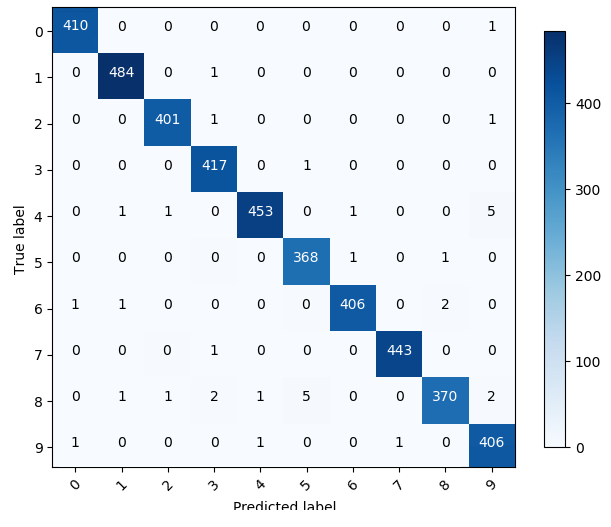 0 410 0 0 0 0 0 0 0 0 1
1 0 484 0 1 0 0 0 0 0 0
2 0 0 401 1 0 0 0 0 0 1
3 0 0 0 417 0 1 0 0 0 0
4 0 1 1 0 453 0 1 0 0 5
5 0 0 0 0 0 368 1 0 1 0
6 1 1 0 0 0 0 406 0 2 0
7 0 0 0 1 0 0 0 443 0 0
8 0 1 1 2 1 5 0 0 370 2
9 1 0 0 0 1 0 0 1 0 406
0 1 2 3 4 5 6 7 8 9
True label
Predicted label
400
300
200
100
0